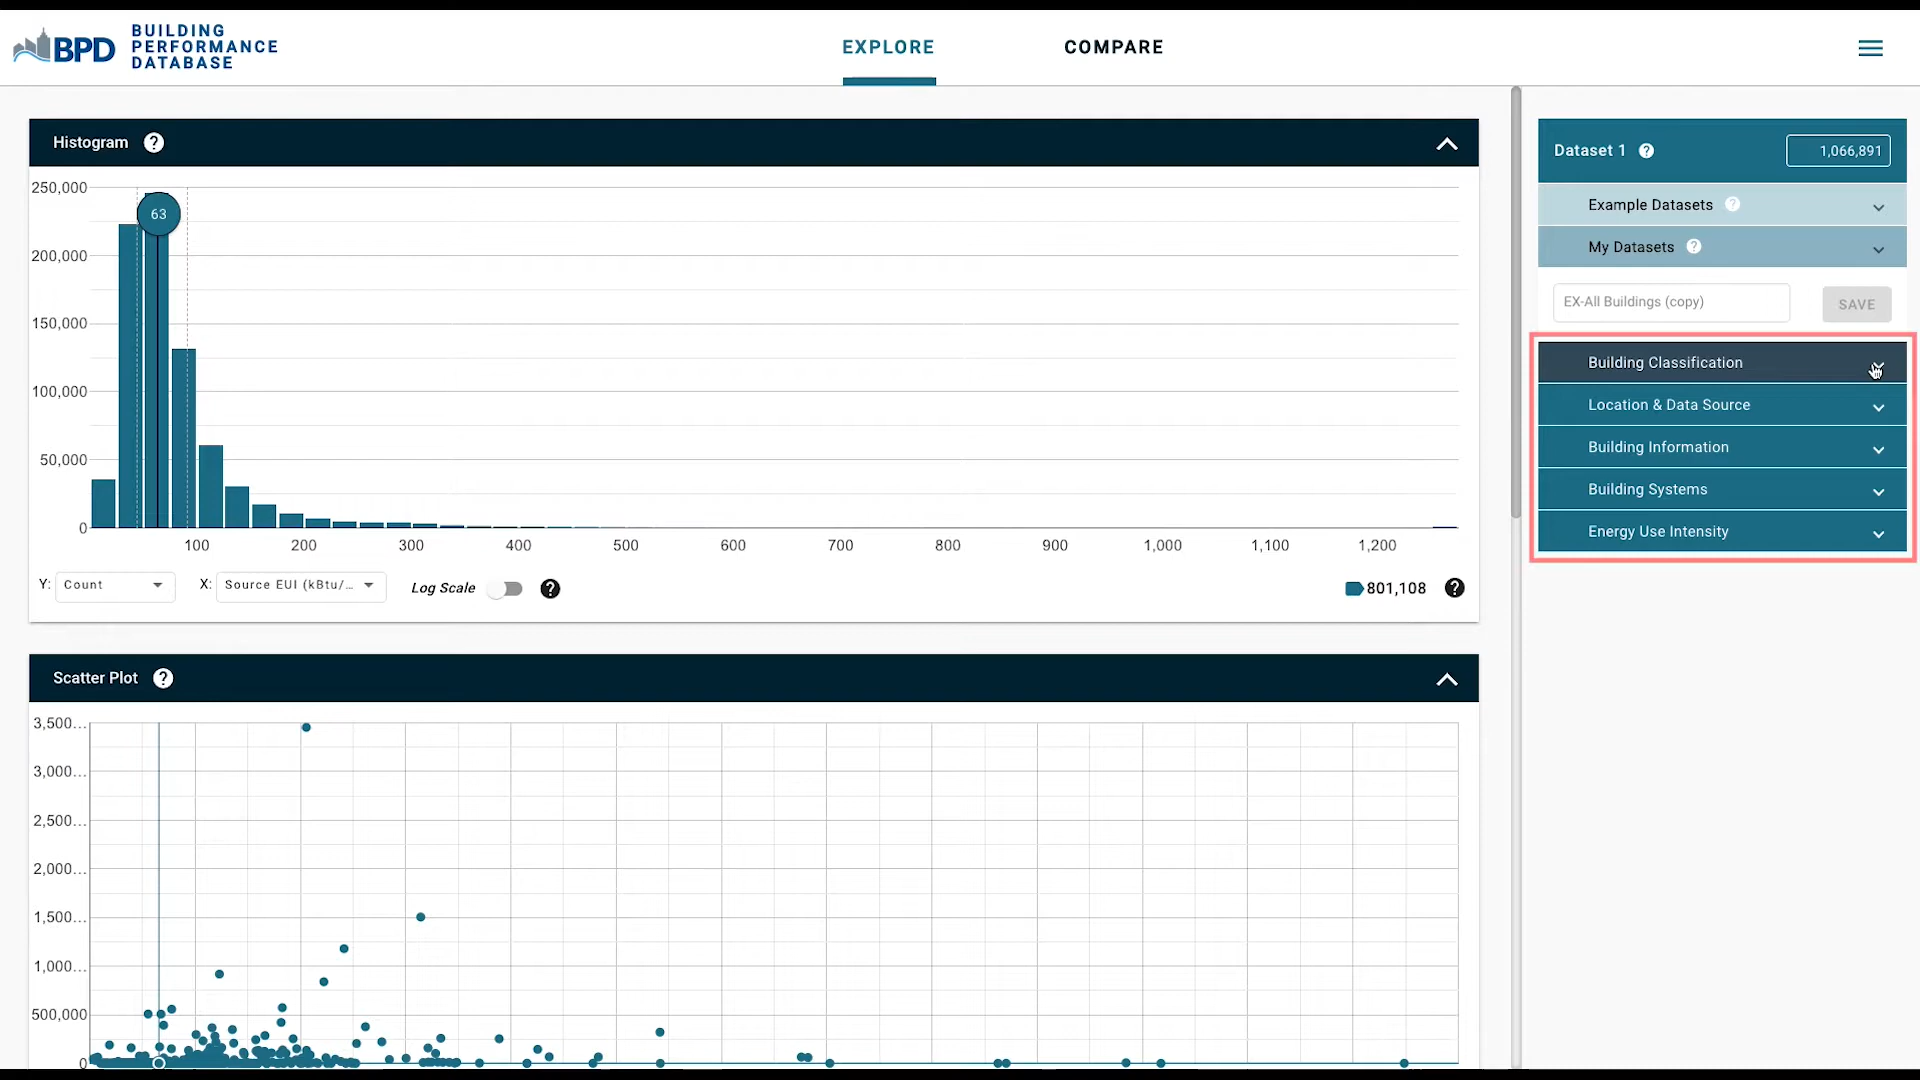 BPD
BUILDING
PERFORMANCE
DATABASE
EXPLORE
COMPARE
Histogram ?
250,000
200,000
150,000
100,000
50,000
0
63
100 200 300 400 500 600 700 800 900 1,000 1,100 1,200
Y: Count X: Source EUI (kBtu/... Log Scale ? 801,108 ?
Scatter Plot ?
3,500...
3,000...
2,500...
2,000...
1,500...
1,000...
500,000
0
Dataset 1 ? 1,066,891
Example Datasets ?
My Datasets ?
EX-All Buildings (copy) SAVE
Building Classification
Location & Data Source
Building Information
Building Systems
Energy Use Intensity